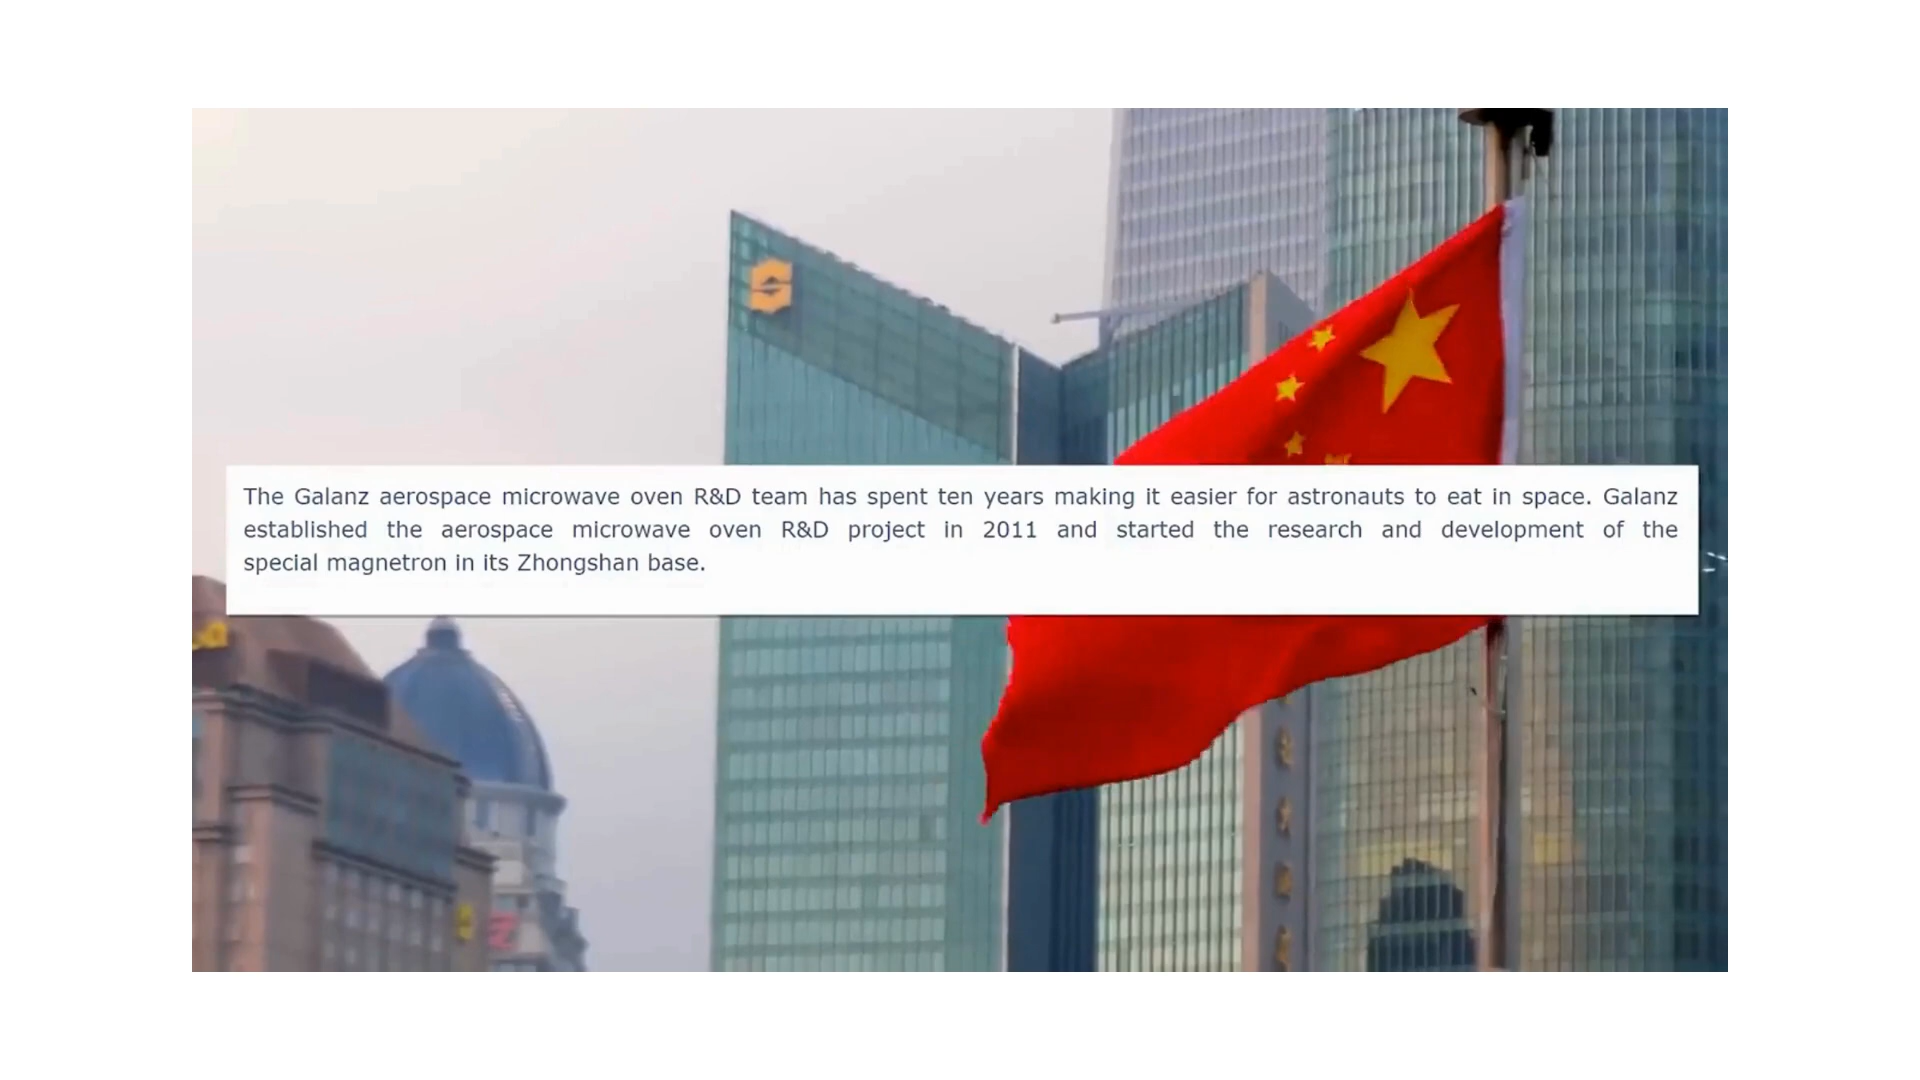 The Galanz aerospace microwave oven R&D team has spent ten years making it easier for astronauts to eat in space. Galanz
established the aerospace microwave oven R&D project in 2011 and started the research and development of the
special magnetron in its Zhongshan base.